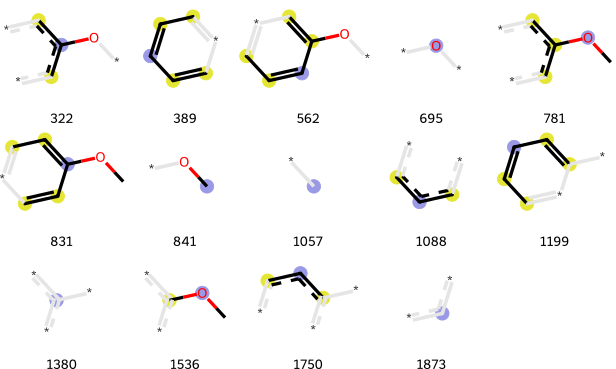 * O * * * O * O * * O
322 389 562 695 781
* O * O * * * * *
831 841 1057 1088 1199
* * * * O * * * * * *
1380 1536 1750 1873